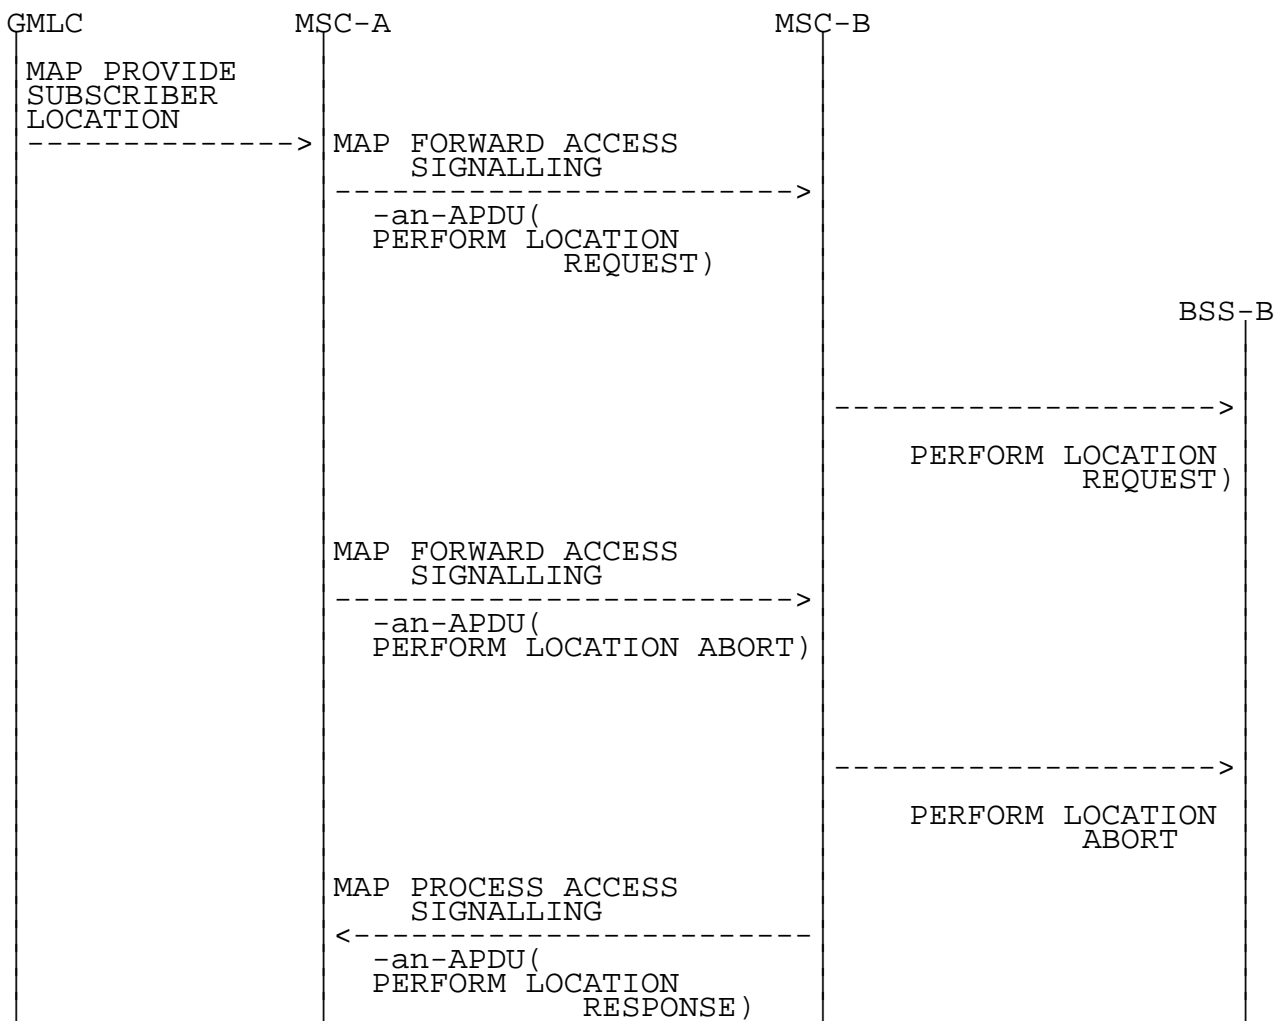 GMLC MSC-A MSC-B
MAP PROVIDE
SUBSCRIBER
LOCATION
MAP FORWARD ACCESS
SIGNALLING
-an-APDU(
PERFORM LOCATION
REQUEST)
BSS-B
PERFORM LOCATION
REQUEST)
MAP FORWARD ACCESS
SIGNALLING
-an-APDU(
PERFORM LOCATION ABORT)
PERFORM LOCATION
ABORT
MAP PROCESS ACCESS
SIGNALLING
-an-APDU(
PERFORM LOCATION
RESPONSE)